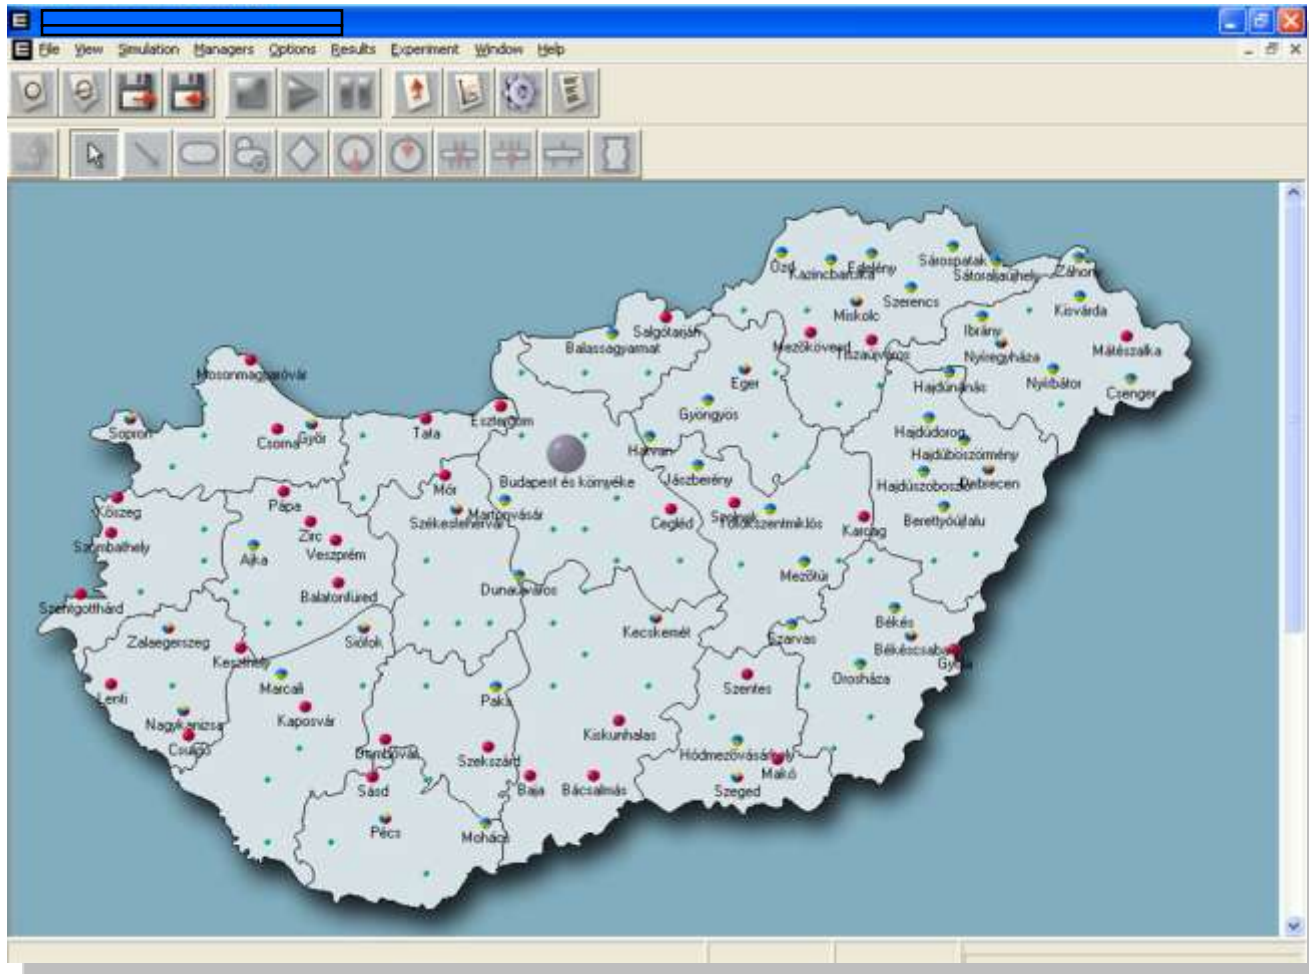 File View Simulation Managers Options Results Experiment Window Help
Ózd
Kazincbarcika
Edelény
Sárospatak
Sátoraljaújhely
Záhony
Szerencs
Kisvárda
Miskolc
Ibrány
Salgótarján
Balassagyarmat
Mezőkövesd
Tiszaújváros
Nyíregyháza
Mátészalka
Mosonmagyaróvár
Eger
Hajdúnánás
Nyírbátor
Csenger
Gyöngyös
Sopron
Csorna
Győr
Tata
Esztergom
Hajdúdorog
Hatvan
Hajdúböszörmény
Budapest és környéke
Jászberény
Hajdúszoboszló
Debrecen
Mór
Pápa
Kőszeg
Martonvásár
Székesfehérvár
Cegléd
Szolnok
Törökszentmiklós
Karcag
Berettyóújfalu
Zirc
Szombathely
Veszprém
Ajka
Mezőtúr
Dunaújváros
Balatonfüred
Szentgotthárd
Békés
Zalaegerszeg
Siófok
Kecskemét
Szarvas
Békéscsaba
Gyula
Keszthely
Orosháza
Marcali
Szentes
Lenti
Paks
Nagykanizsa
Kaposvár
Kiskunhalas
Csurgó
Dombóvár
Szekszárd
Hódmezővásárhely
Makó
Sásd
Baja
Bácsalmás
Szeged
Pécs
Mohács